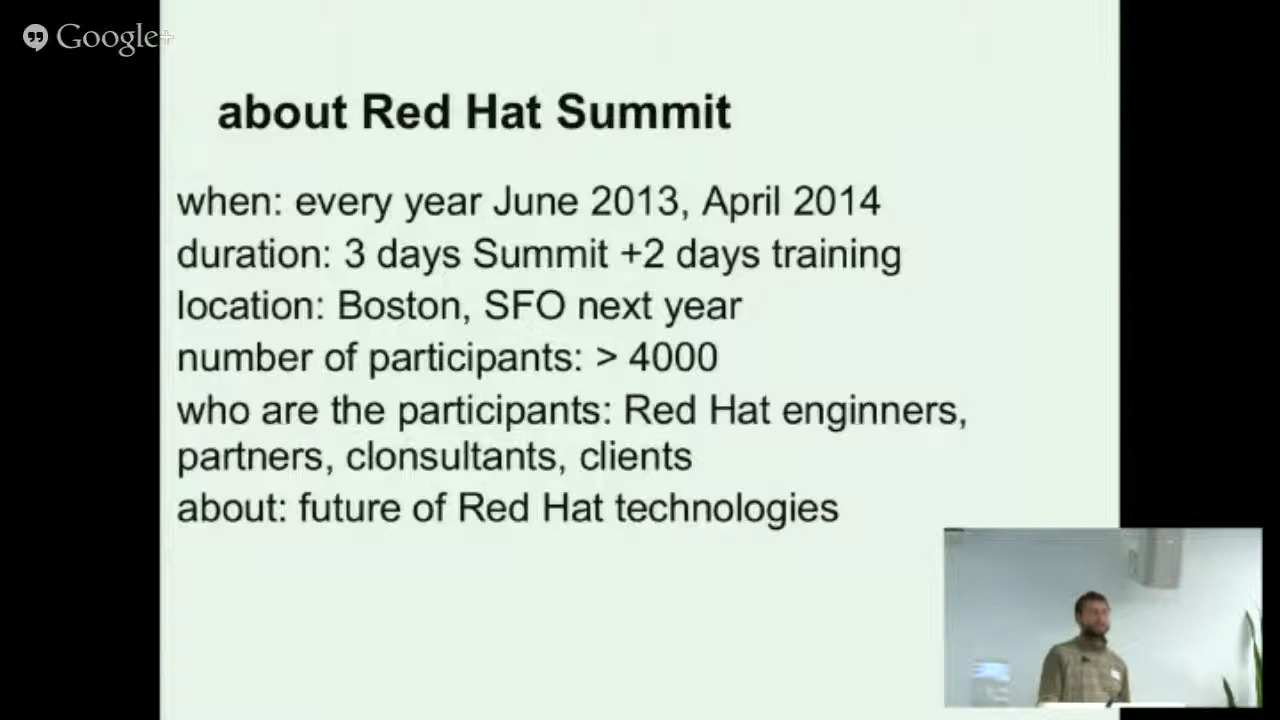 Google+
about Red Hat Summit
when: every year June 2013, April 2014
duration: 3 days Summit +2 days training
location: Boston, SFO next year
number of participants: > 4000
who are the participants: Red Hat enginners,
partners, clonsultants, clients
about: future of Red Hat technologies